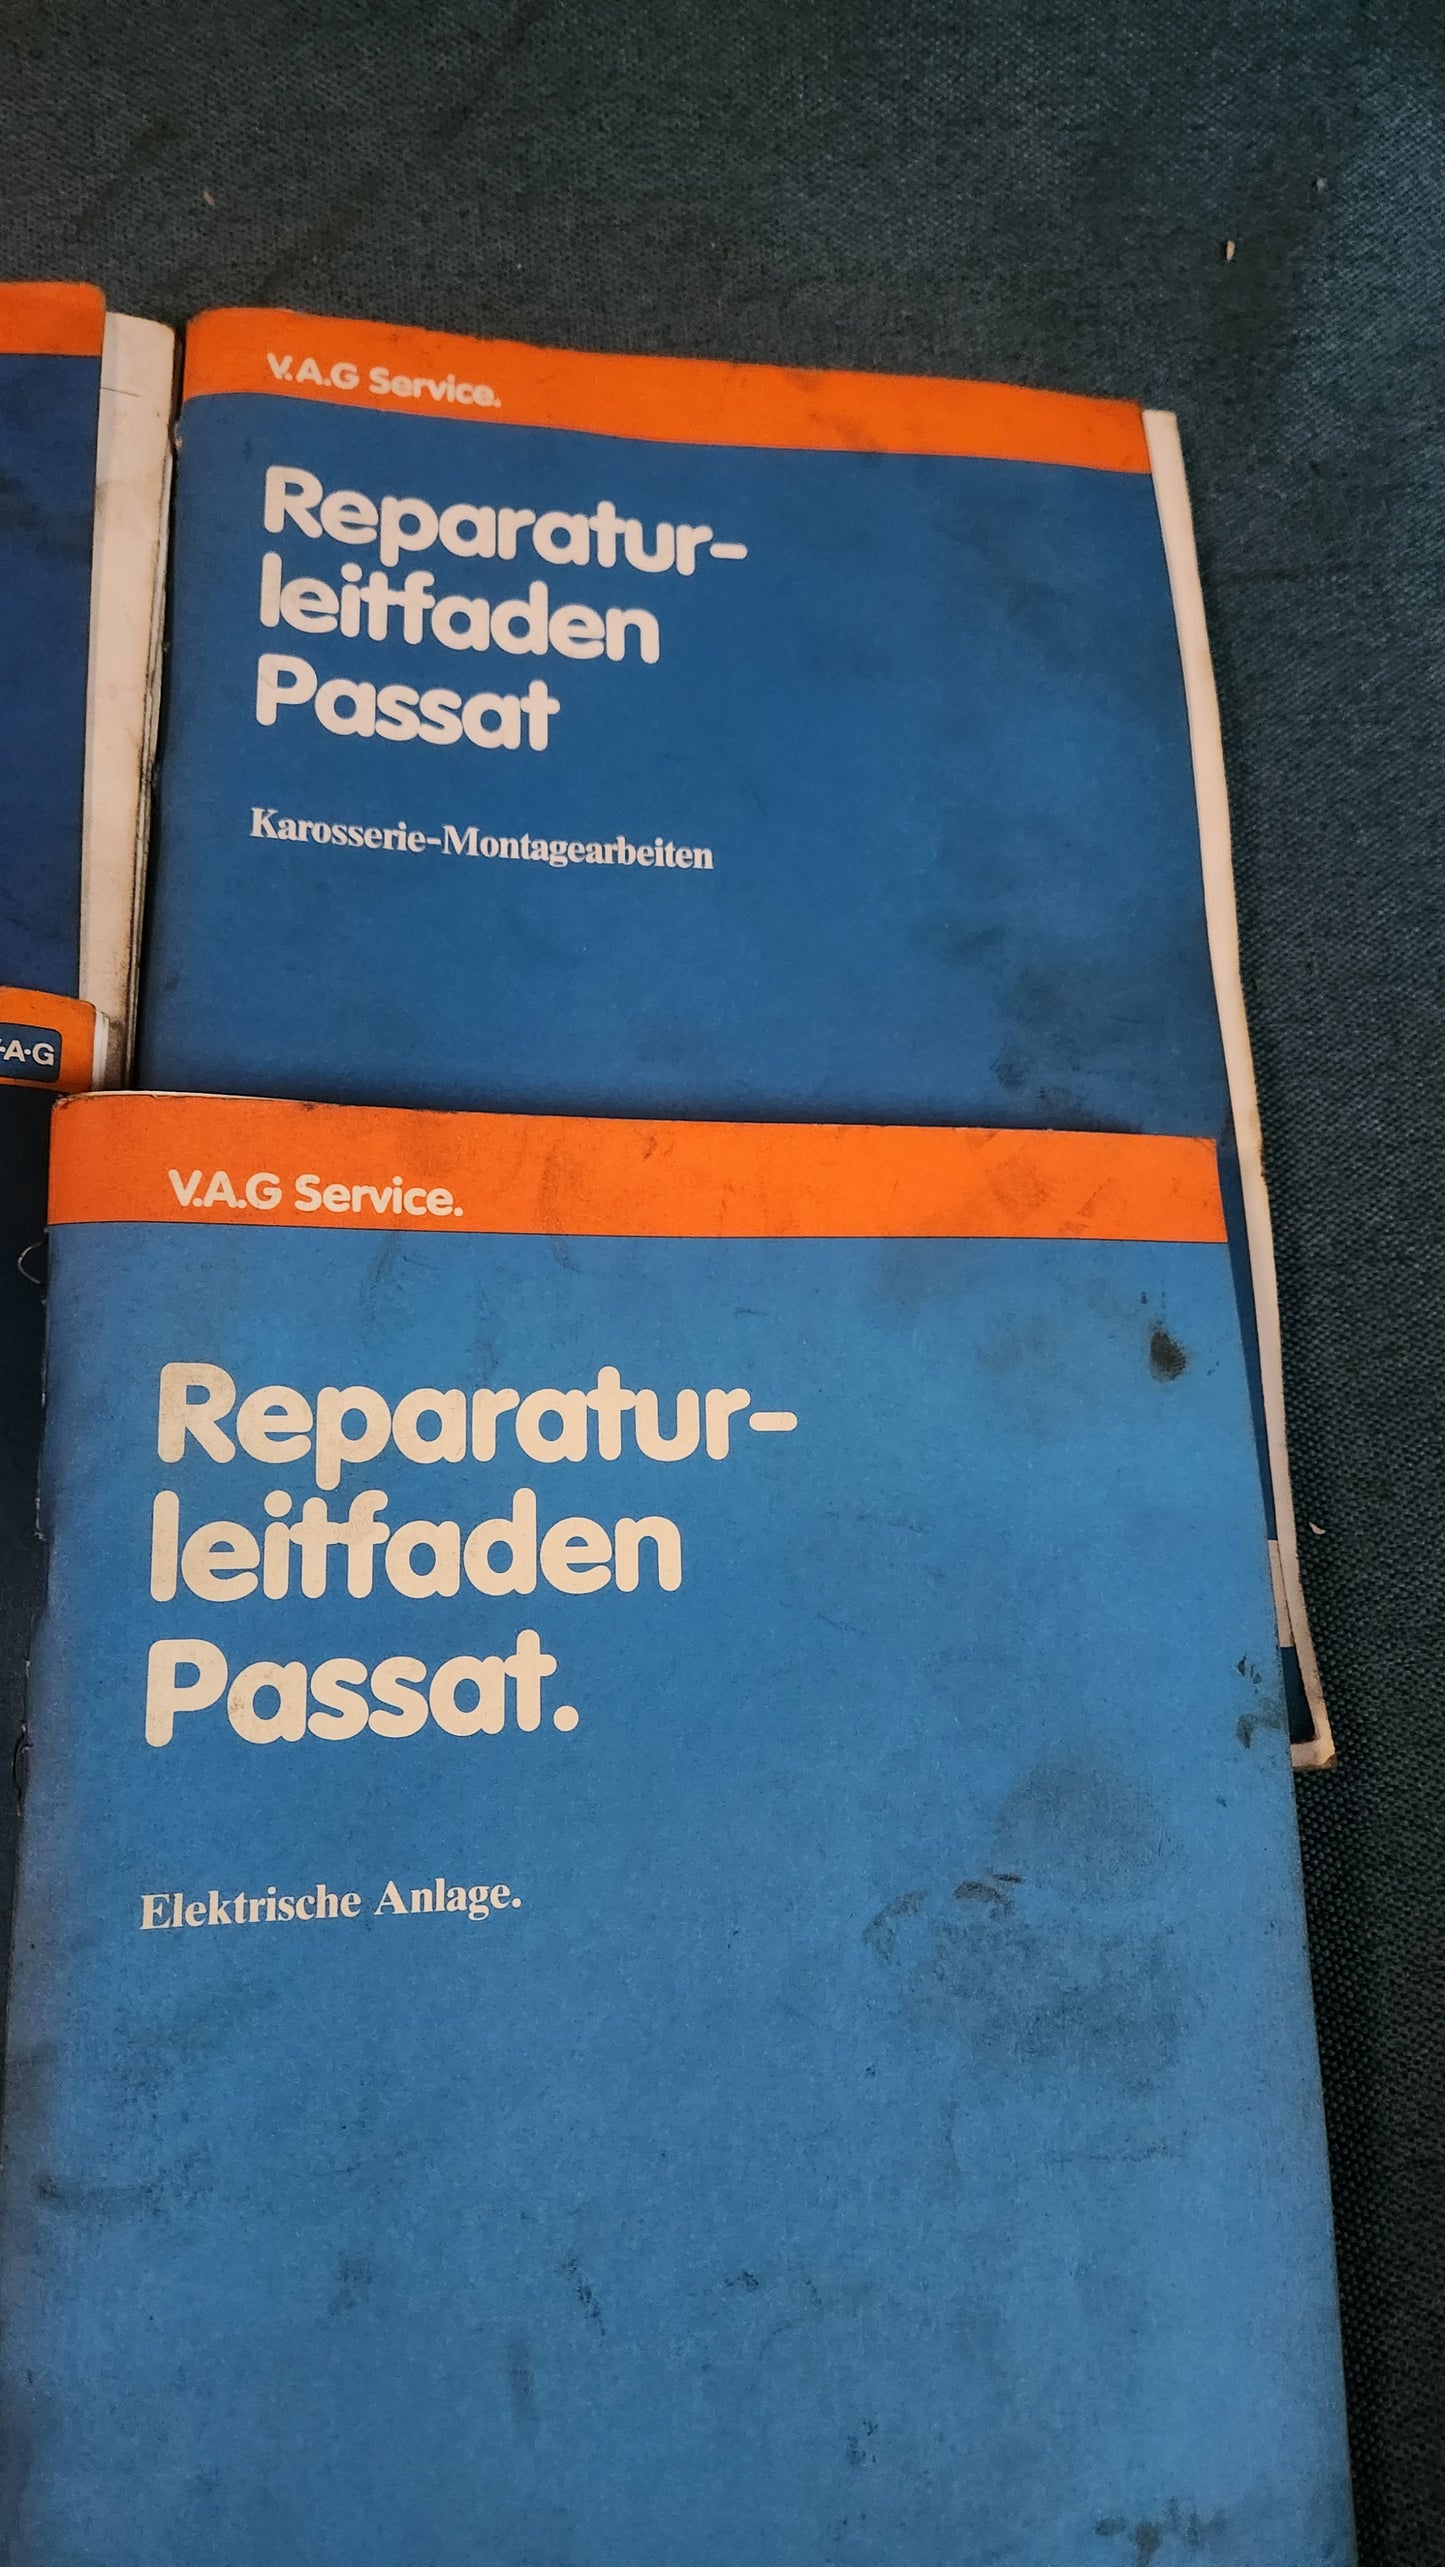 V.A.G Service.
Reparatur-
leitfaden
Passat
Karosserie-Montagearbeiten
A·G
V.A.G Service.
Reparatur-
leitfaden
Passat.
Elektrische Anlage.